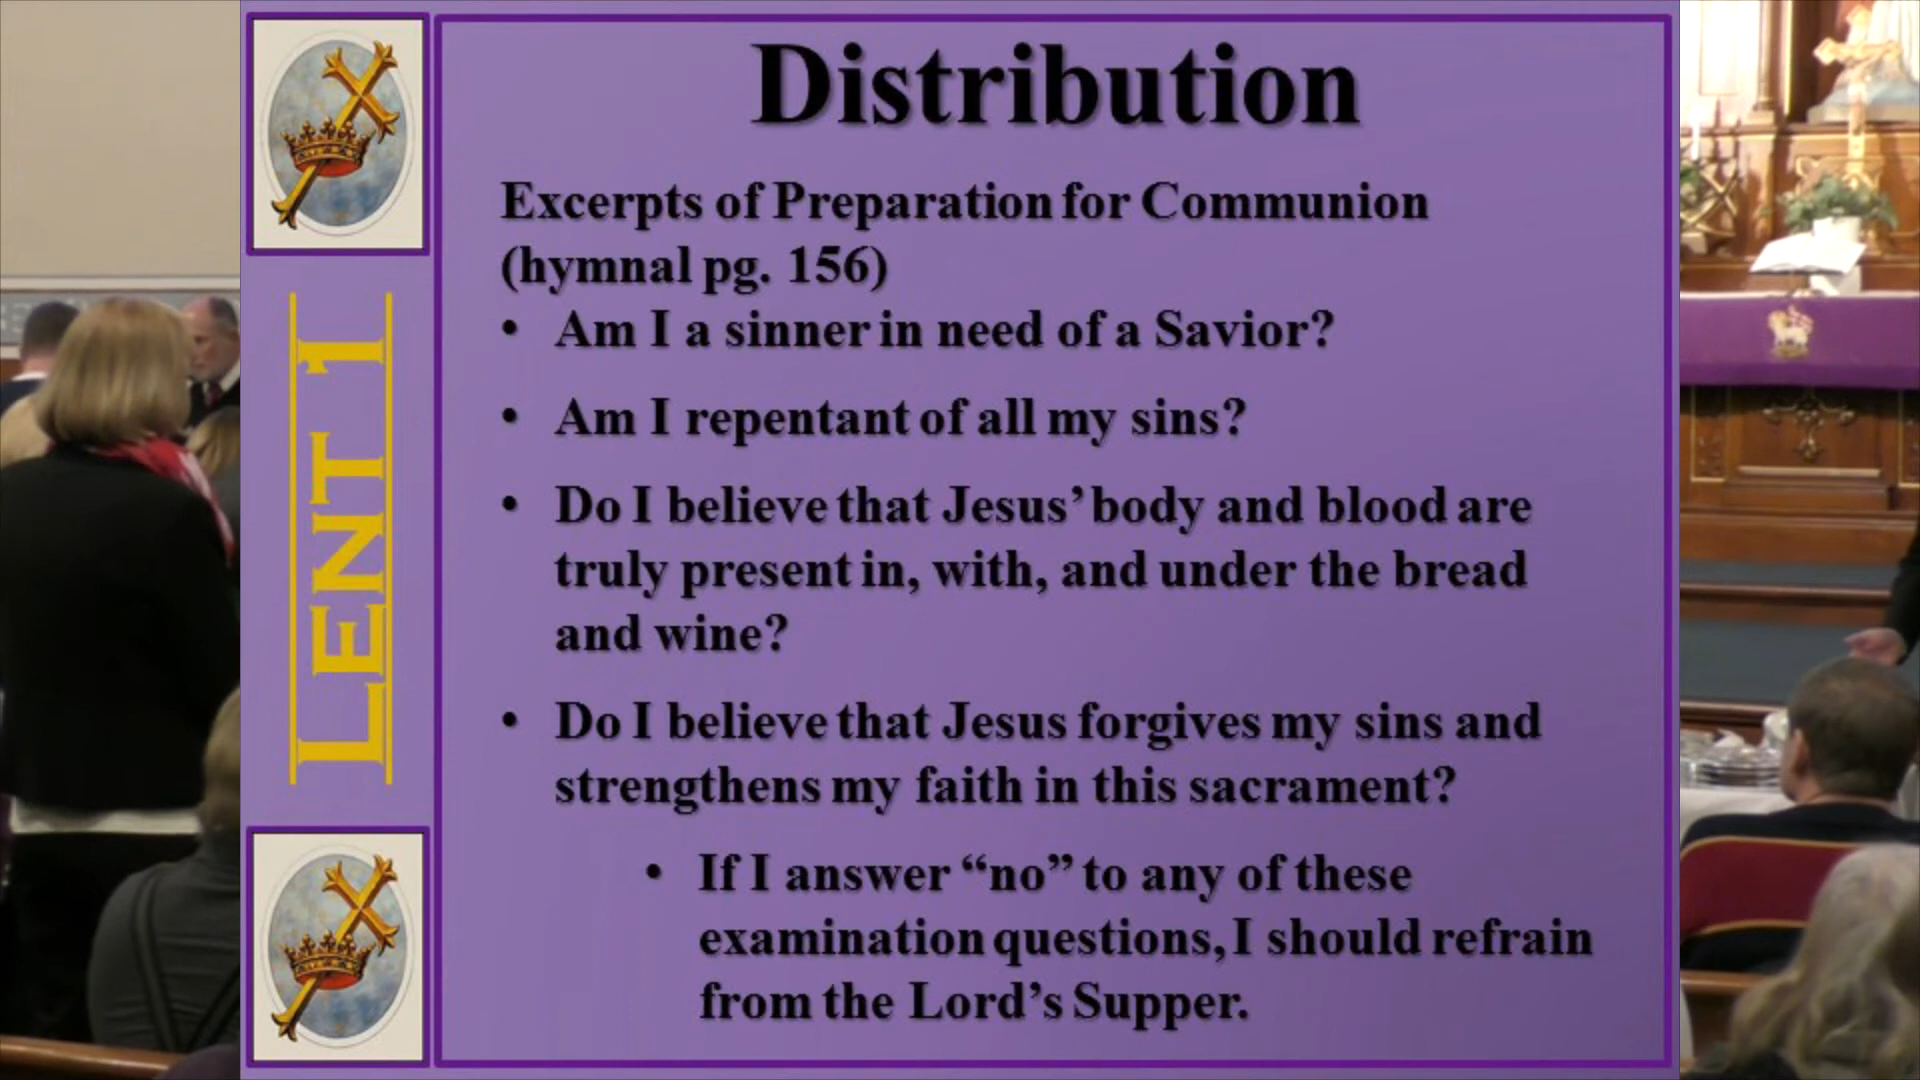 Distribution
Excerpts of Preparation for Communion
(hymnal pg. 156)
• Am I a sinner in need of a Savior?
• Am I repentant of all my sins?
• Do I believe that Jesus’ body and blood are
truly present in, with, and under the bread
and wine?
• Do I believe that Jesus forgives my sins and
strengthens my faith in this sacrament?
• If I answer “no” to any of these
examination questions, I should refrain
from the Lord’s Supper.
LENT 1